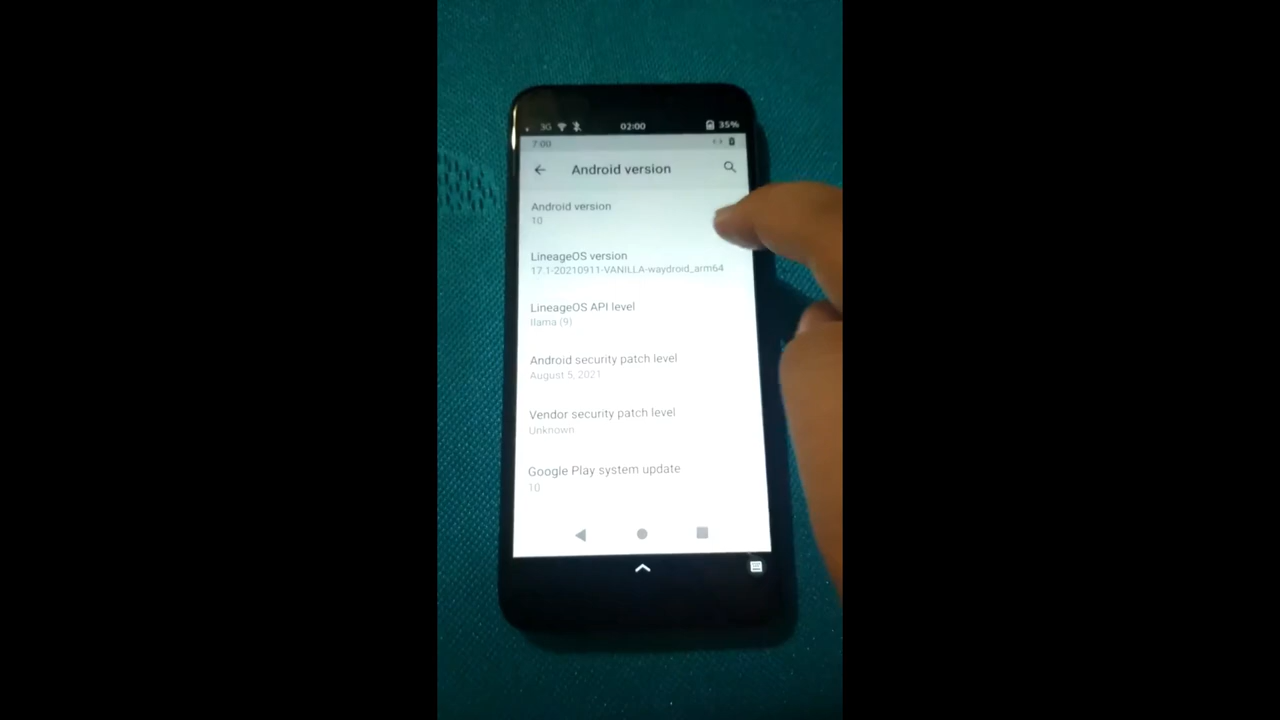 3G 02:00 35%
7:00
Android version
Android version
10
LineageOS version
17.1-20210911-VANILLA-waydroid_arm64
LineageOS API level
llama (9)
Android security patch level
August 5, 2021
Vendor security patch level
Unknown
Google Play system update
10